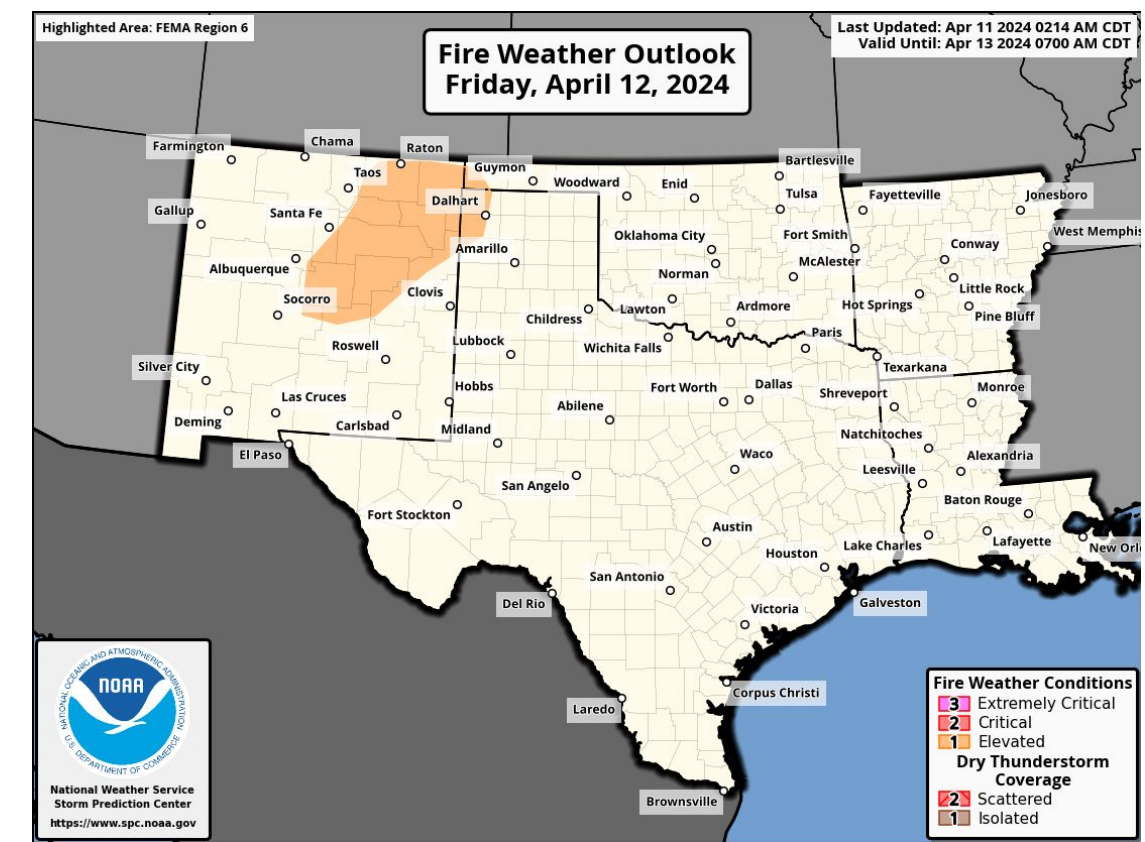 Highlighted Area: FEMA Region 6
Last Updated: Apr 11 2024 0214 AM CDT
Valid Until: Apr 13 2024 0700 AM CDT
Fire Weather Outlook
Friday, April 12, 2024
Farmington
Chama
Raton
Taos
Guymon
Woodward
Enid
Bartlesville
Tulsa
Fayetteville
Jonesboro
Gallup
Santa Fe
Dalhart
Oklahoma City
Fort Smith
West Memphis
Albuquerque
Amarillo
Norman
McAlester
Conway
Little Rock
Socorro
Clovis
Childress
Lawton
Ardmore
Hot Springs
Pine Bluff
Roswell
Lubbock
Wichita Falls
Paris
Texarkana
Silver City
Hobbs
Fort Worth
Dallas
Shreveport
Monroe
Deming
Las Cruces
Carlsbad
Midland
Abilene
Natchitoches
El Paso
Waco
Leesville
Alexandria
San Angelo
Fort Stockton
Baton Rouge
Austin
Houston
Lake Charles
Lafayette
New Orl
San Antonio
Del Rio
Victoria
Galveston
Laredo
Corpus Christi
Brownsville
NATIONAL OCEANIC AND ATMOSPHERIC ADMINISTRATION
NOAA
U.S. DEPARTMENT OF COMMERCE
National Weather Service
Storm Prediction Center
https://www.spc.noaa.gov
Fire Weather Conditions
3 Extremely Critical
2 Critical
1 Elevated
Dry Thunderstorm
Coverage
2 Scattered
1 Isolated